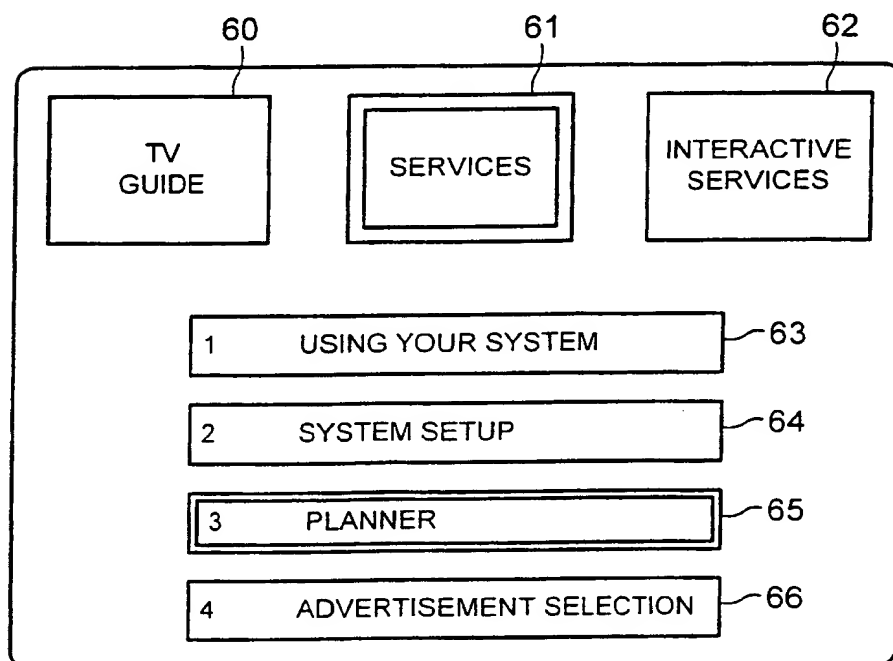 60
61
62
TV
GUIDE
SERVICES
INTERACTIVE
SERVICES
1 USING YOUR SYSTEM
63
2 SYSTEM SETUP
64
3 PLANNER
65
4 ADVERTISEMENT SELECTION
66